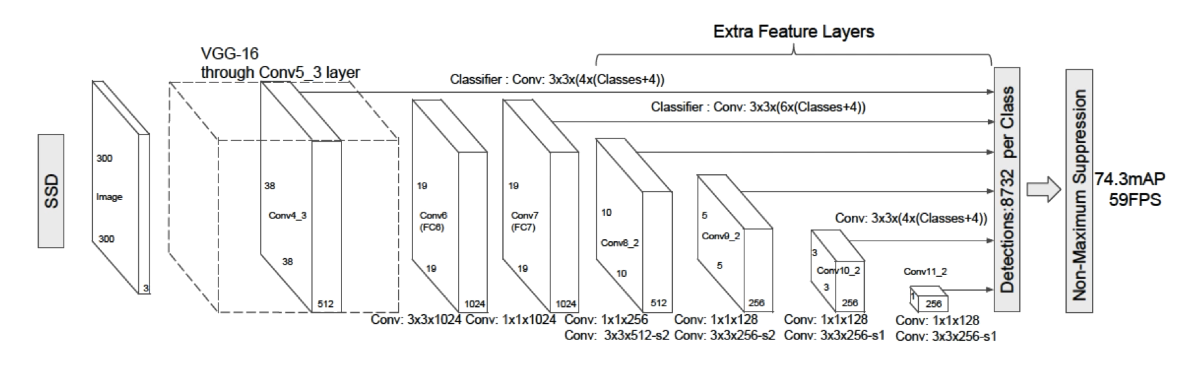 Extra Feature Layers
VGG-16
through Conv5_3 layer
Classifier : Conv: 3x3x(4x(Classes+4))
Classifier : Conv: 3x3x(6x(Classes+4))
SSD
300
Image
300
3
38
Conv4_3
38
512
19
Conv6
(FC6)
19
1024
19
Conv7
(FC7)
19
1024
10
Conv8_2
10
512
5
Conv9_2
5
256
Conv: 3x3x(4x(Classes+4))
3
Conv10_2
3
256
Conv11_2
1
256
Detections:8732 per Class
Non-Maximum Suppression
74.3mAP
59FPS
Conv: 3x3x1024
Conv: 1x1x1024
Conv: 1x1x256
Conv: 3x3x512-s2
Conv: 1x1x128
Conv: 3x3x256-s2
Conv: 1x1x128
Conv: 3x3x256-s1
Conv: 1x1x128
Conv: 3x3x256-s1